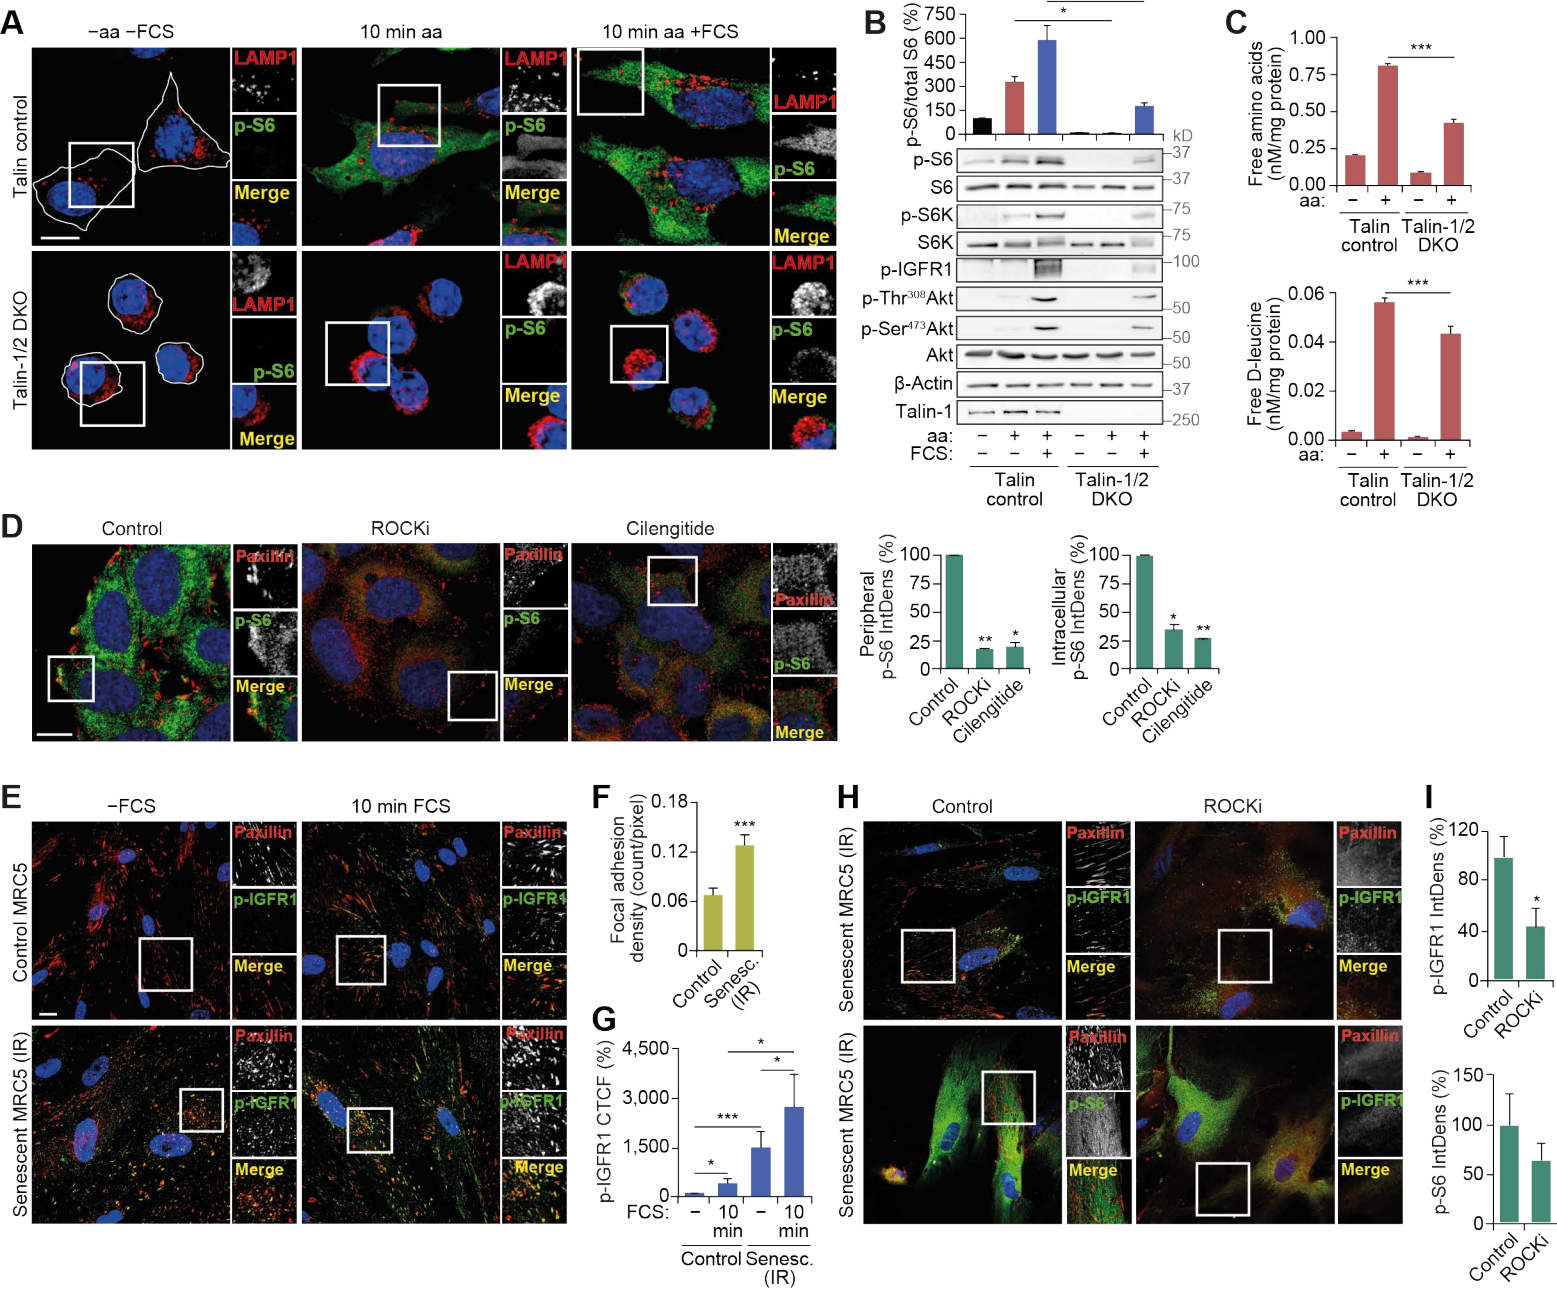 A
−aa −FCS
10 min aa
10 min aa +FCS
Talin control
LAMP1
p-S6
Merge
LAMP1
p-S6
Merge
LAMP1
p-S6
Merge
Talin-1/2 DKO
LAMP1
p-S6
Merge
LAMP1
p-S6
Merge
LAMP1
p-S6
Merge
B
p-S6/total S6 (%)
750
600
450
300
150
0
*
kD
p-S6
37
S6
37
p-S6K
75
S6K
75
p-IGFR1
100
p-Thr308Akt
50
p-Ser473Akt
50
Akt
50
β-Actin
37
Talin-1
250
aa: − + + − + +
FCS: − − + − − +
Talin control
Talin-1/2 DKO
C
Free amino acids (nM/mg protein)
1.00
0.75
0.50
0.25
0.00
***
aa: − + − +
Talin control
Talin-1/2 DKO
Free D-leucine (nM/mg protein)
0.06
0.04
0.02
0.00
***
aa: − + − +
Talin control
Talin-1/2 DKO
D
Control
ROCKi
Cilengitide
Paxillin
p-S6
Merge
Paxillin
p-S6
Merge
Paxillin
p-S6
Merge
Peripheral p-S6 IntDens (%)
100
75
50
25
0
**
*
Control
ROCKi
Cilengitide
Intracellular p-S6 IntDens (%)
100
75
50
25
0
*
**
Control
ROCKi
Cilengitide
E
−FCS
10 min FCS
Control MRC5
Paxillin
p-IGFR1
Merge
Paxillin
p-IGFR1
Merge
Senescent MRC5 (IR)
Paxillin
p-IGFR1
Merge
Paxillin
p-IGFR1
Merge
F
Focal adhesion density (count/pixel)
0.18
0.12
0.06
0
***
Control
Senesc. (IR)
G
p-IGFR1 CTCF (%)
4,500
3,000
1,500
0
*
***
*
*
FCS: − 10 min − 10 min
Control
Senesc. (IR)
H
Control
ROCKi
Senescent MRC5 (IR)
Paxillin
p-IGFR1
Merge
Paxillin
p-IGFR1
Merge
Senescent MRC5 (IR)
Paxillin
p-S6
Merge
Paxillin
p-IGFR1
Merge
I
p-IGFR1 IntDens (%)
120
80
40
0
*
Control
ROCKi
p-S6 IntDens (%)
150
100
50
0
Control
ROCKi